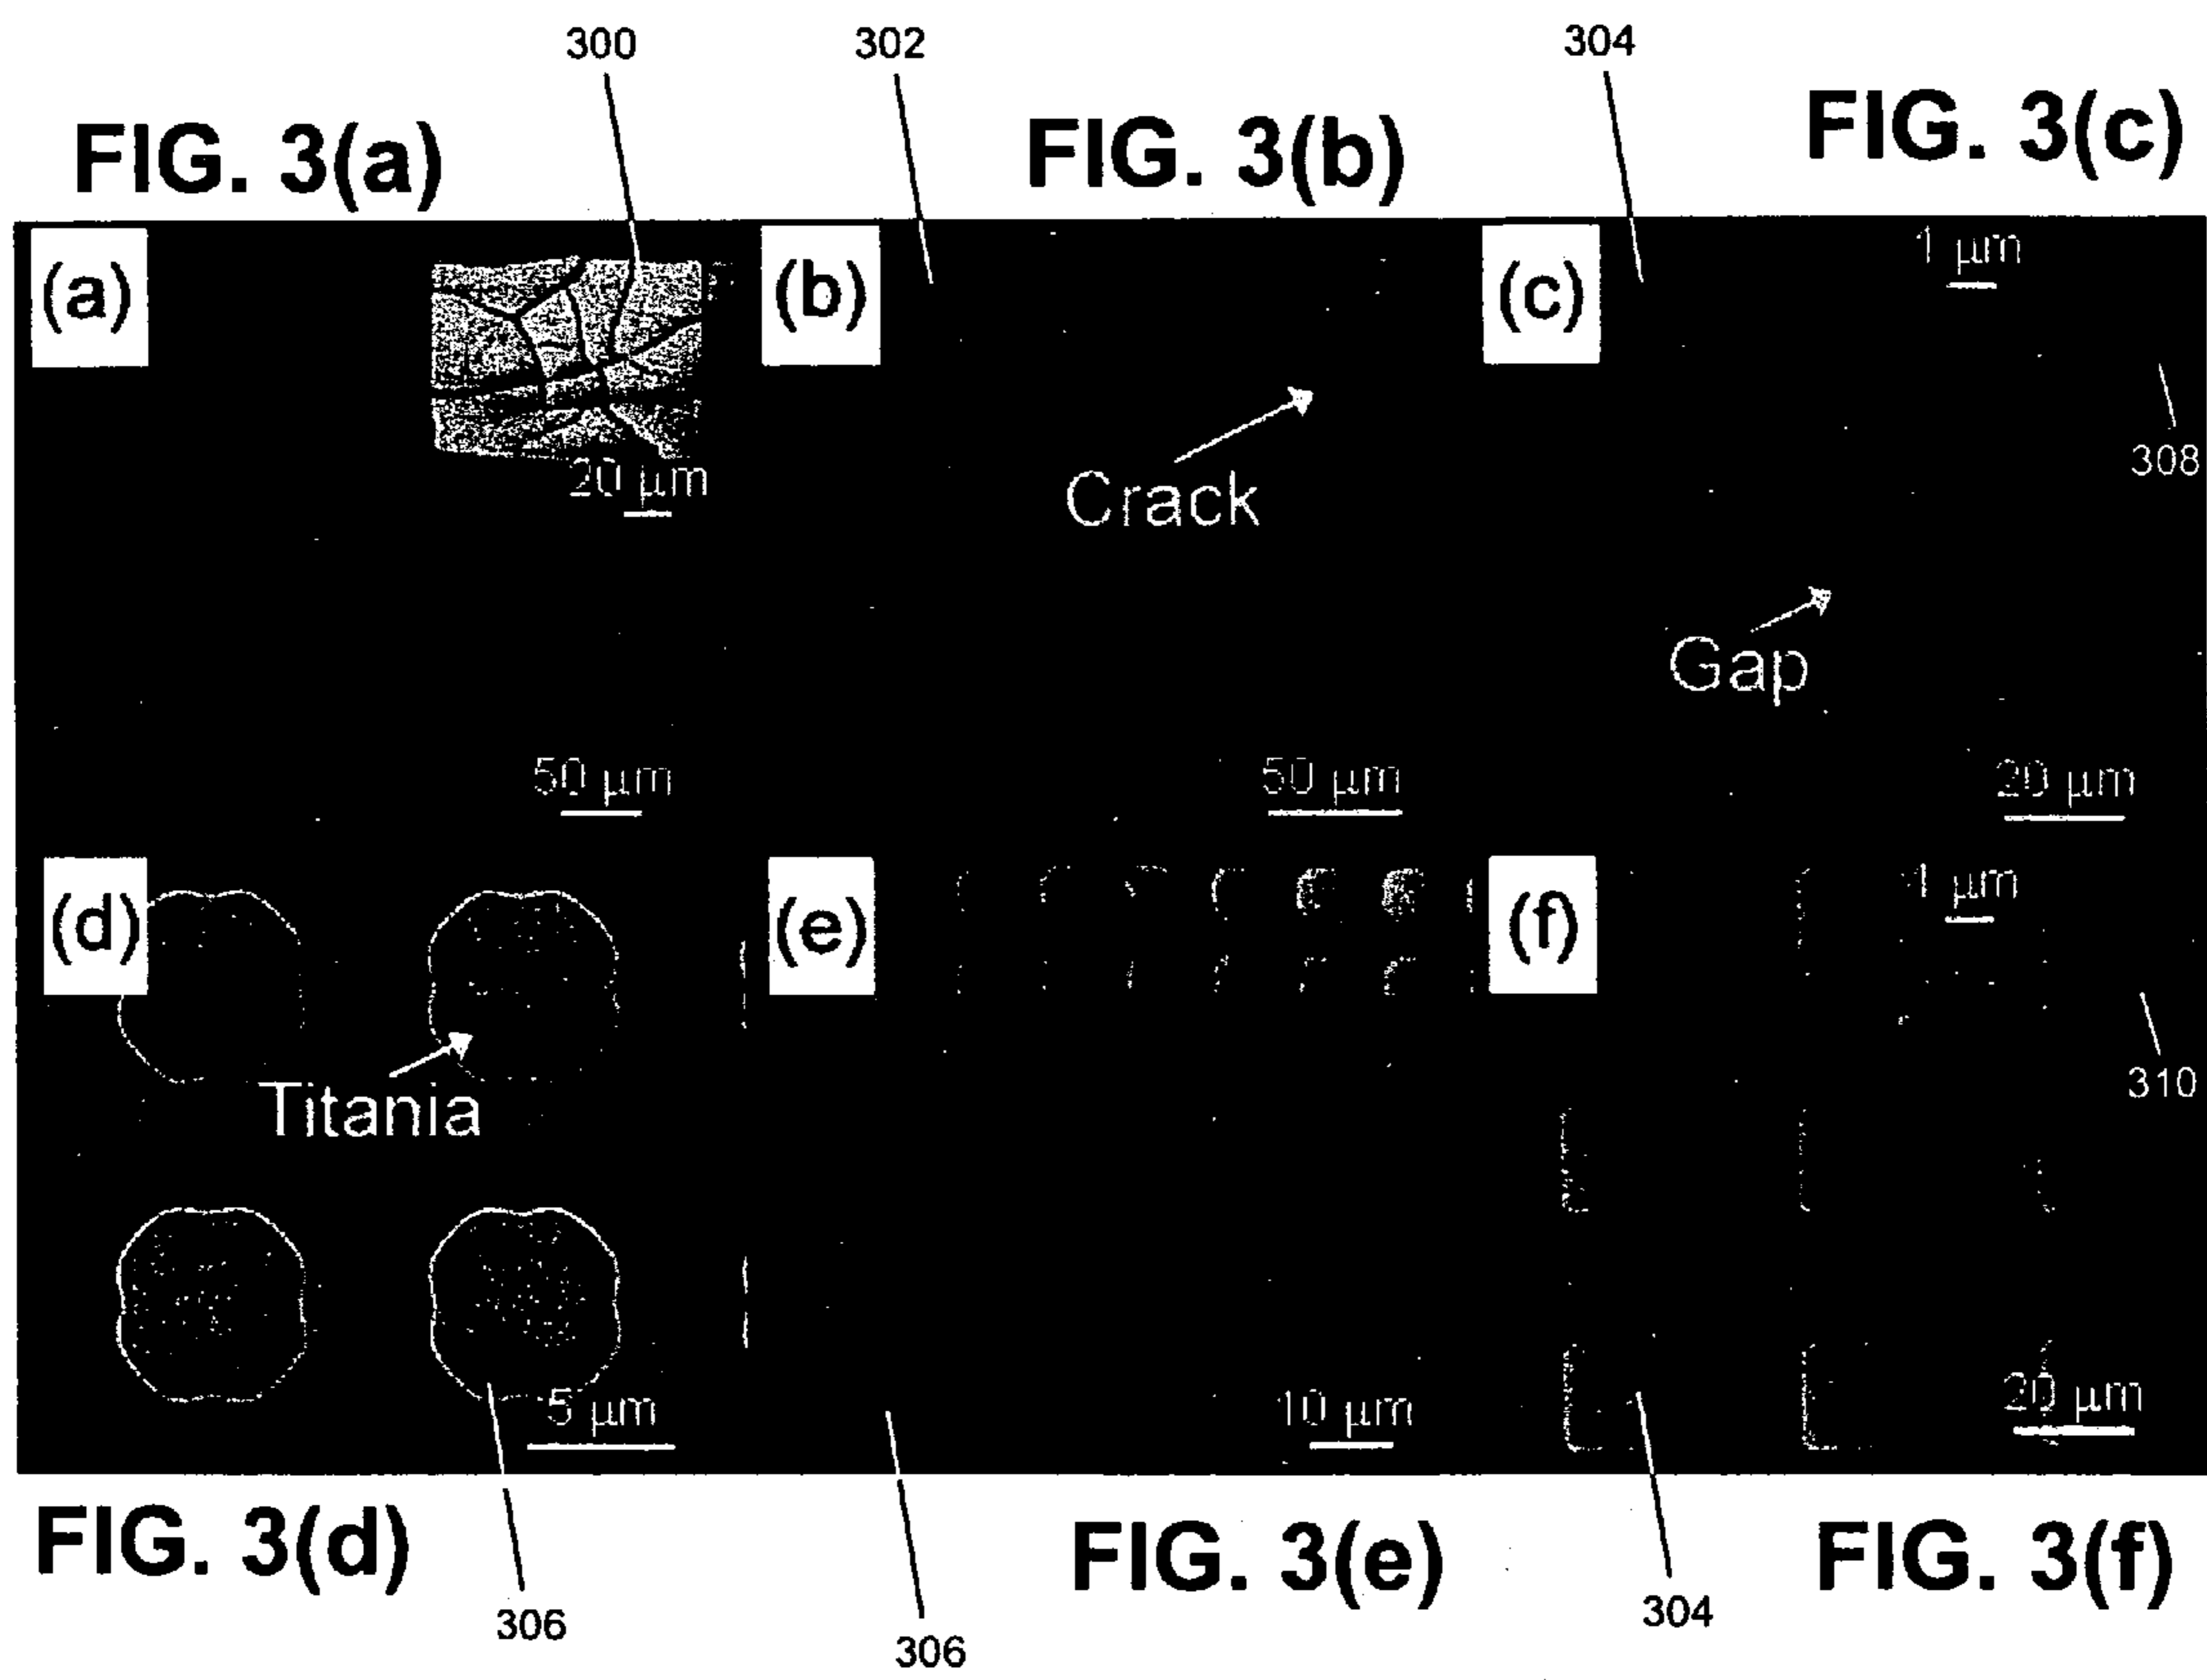 300
302
304
FIG. 3(a)
FIG. 3(b)
FIG. 3(c)
(a)
(b)
(c)
1 µm
308
20 µm
Crack
Gap
50 µm
50 µm
20 µm
(d)
(e)
(f)
1 µm
310
Titania
5 µm
10 µm
20 µm
FIG. 3(d)
FIG. 3(e)
FIG. 3(f)
306
306
304